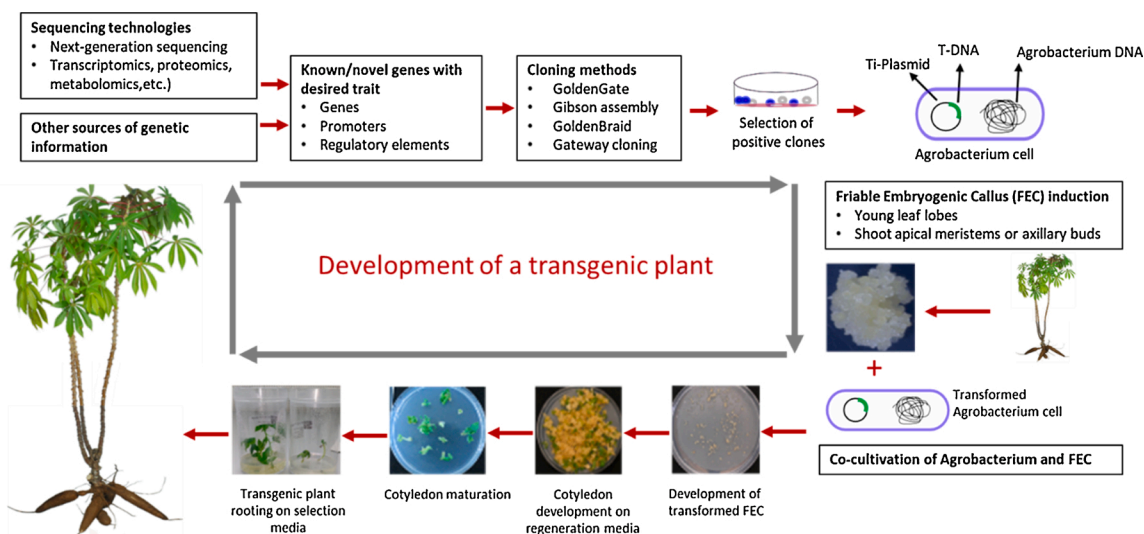 Sequencing technologies
• Next-generation sequencing
• Transcriptomics, proteomics,
metabolomics,etc.)
Other sources of genetic
information
Known/novel genes with
desired trait
• Genes
• Promoters
• Regulatory elements
Cloning methods
• GoldenGate
• Gibson assembly
• GoldenBraid
• Gateway cloning
Selection of
positive clones
Ti-Plasmid
T-DNA
Agrobacterium DNA
Agrobacterium cell
Development of a transgenic plant
Friable Embryogenic Callus (FEC) induction
• Young leaf lobes
• Shoot apical meristems or axillary buds
+
Transformed
Agrobacterium cell
Co-cultivation of Agrobacterium and FEC
Development of
transformed FEC
Cotyledon
development on
regeneration media
Cotyledon maturation
Transgenic plant
rooting on selection
media